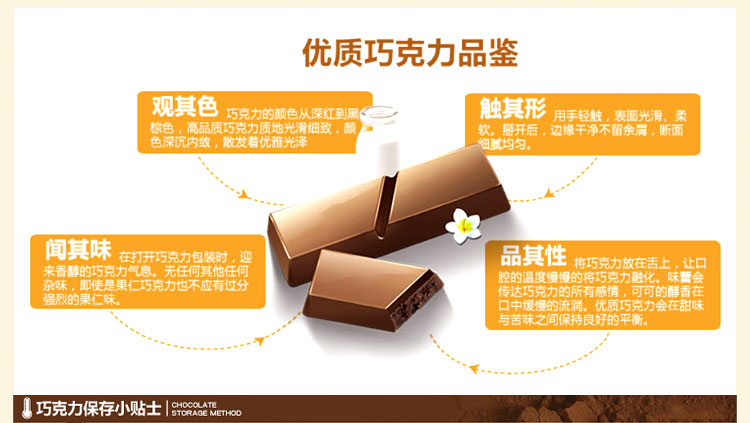 优质巧克力品鉴
观其色 巧克力的颜色从深红到黑
棕色，高品质巧克力质地光滑细致，颜
色深沉内敛，散发着优雅光泽
触其形 用手轻触，表面光滑、柔
软。掰开后，边缘干净不留余屑，断面
细腻均匀。
闻其味 在打开巧克力包装时，迎
来香醇的巧克力气息。无任何其他任何
杂味，即使是果仁巧克力也不应有过分
强烈的果仁味。
品其性 将巧克力放在舌上，让口
腔的温度慢慢的将巧克力融化。味蕾会
传达巧克力的所有感情，可可的醇香在
口中缓慢的流淌。优质巧克力会在甜味
与苦味之间保持良好的平衡。
巧克力保存小贴士
CHOCOLATE
STORAGE METHOD